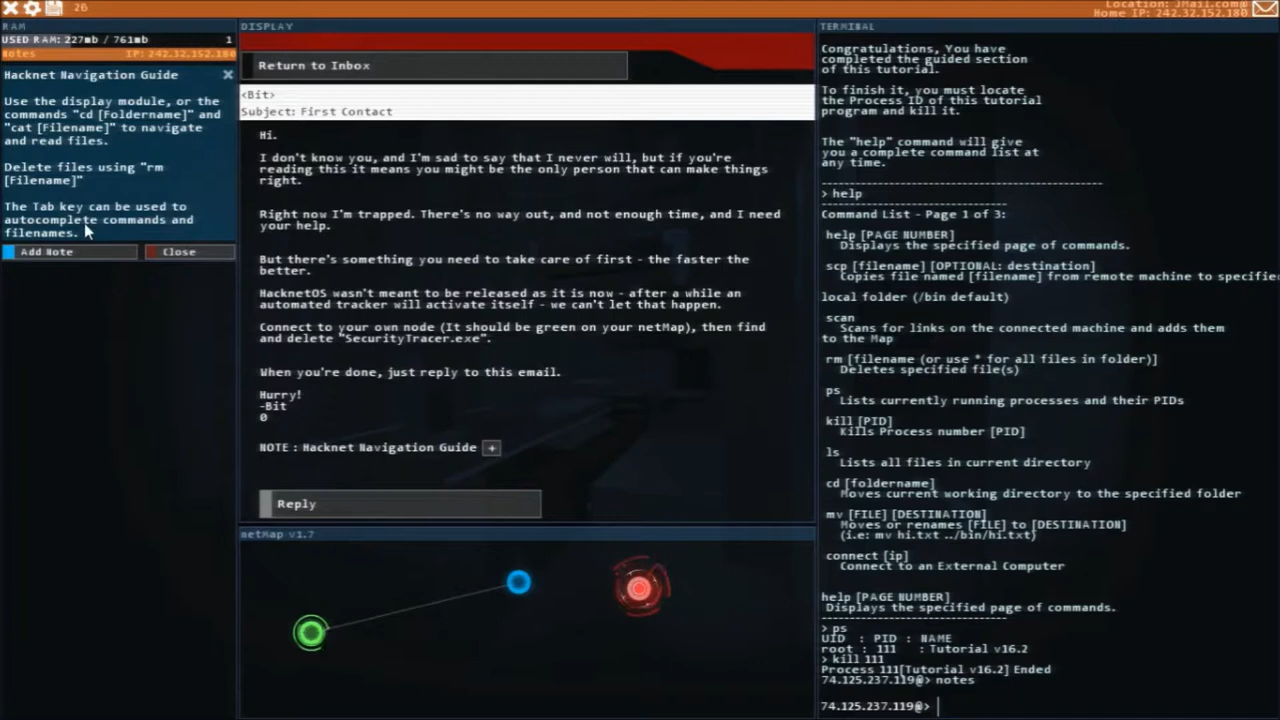 26
Location: JMail.com@
Home IP: 242.32.152.180
RAM
USED RAM: 227mb / 761mb 1
Notes IP: 242.32.152.180
Hacknet Navigation Guide
Use the display module, or the
commands "cd [Foldername]" and
"cat [Filename]" to navigate
and read files.
Delete files using "rm
[Filename]"
The Tab key can be used to
autocomplete commands and
filenames.
Add Note
Close
DISPLAY
Return to Inbox
<Bit>
Subject: First Contact
Hi.
I don't know you, and I'm sad to say that I never will, but if you're
reading this it means you might be the only person that can make things
right.
Right now I'm trapped. There's no way out, and not enough time, and I need
your help.
But there's something you need to take care of first - the faster the
better.
HacknetOS wasn't meant to be released as it is now - after a while an
automated tracker will activate itself - we can't let that happen.
Connect to your own node (It should be green on your netMap), then find
and delete "SecurityTracer.exe".
When you're done, just reply to this email.
Hurry!
-Bit
0
NOTE : Hacknet Navigation Guide +
Reply
netMap v1.7
TERMINAL
Congratulations, You have
completed the guided section
of this tutorial.
To finish it, you must locate
the Process ID of this tutorial
program and kill it.
The "help" command will give
you a complete command list at
any time.
> help
Command List - Page 1 of 3:
help [PAGE NUMBER]
Displays the specified page of commands.
scp [filename] [OPTIONAL: destination]
Copies file named [filename] from remote machine to specifie
local folder (/bin default)
scan
Scans for links on the connected machine and adds them
to the Map
rm [filename (or use * for all files in folder)]
Deletes specified file(s)
ps
Lists currently running processes and their PIDs
kill [PID]
Kills Process number [PID]
ls
Lists all files in current directory
cd [foldername]
Moves current working directory to the specified folder
mv [FILE] [DESTINATION]
Moves or renames [FILE] to [DESTINATION]
(i.e: mv hi.txt ../bin/hi.txt)
connect [ip]
Connect to an External Computer
help [PAGE NUMBER]
Displays the specified page of commands.
> ps
UID : PID : NAME
root : 111 : Tutorial v16.2
> kill 111
Process 111[Tutorial v16.2] Ended
74.125.237.119@> notes
74.125.237.119@>